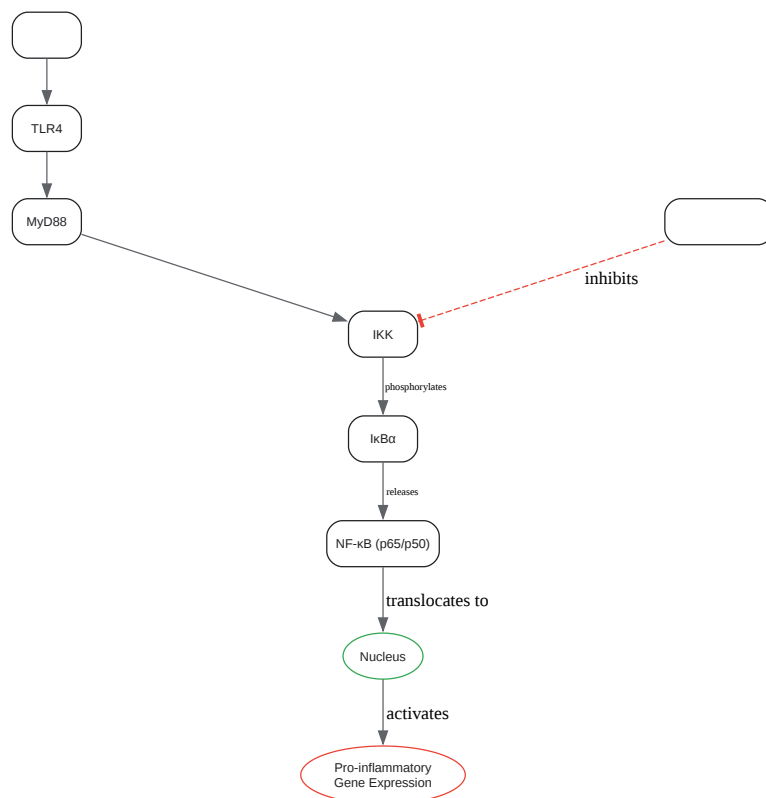 TLR4
MyD88
inhibits
IKK
phosphorylates
IκBα
releases
NF-κB (p65/p50)
translocates to
Nucleus
activates
Pro-inflammatory
Gene Expression